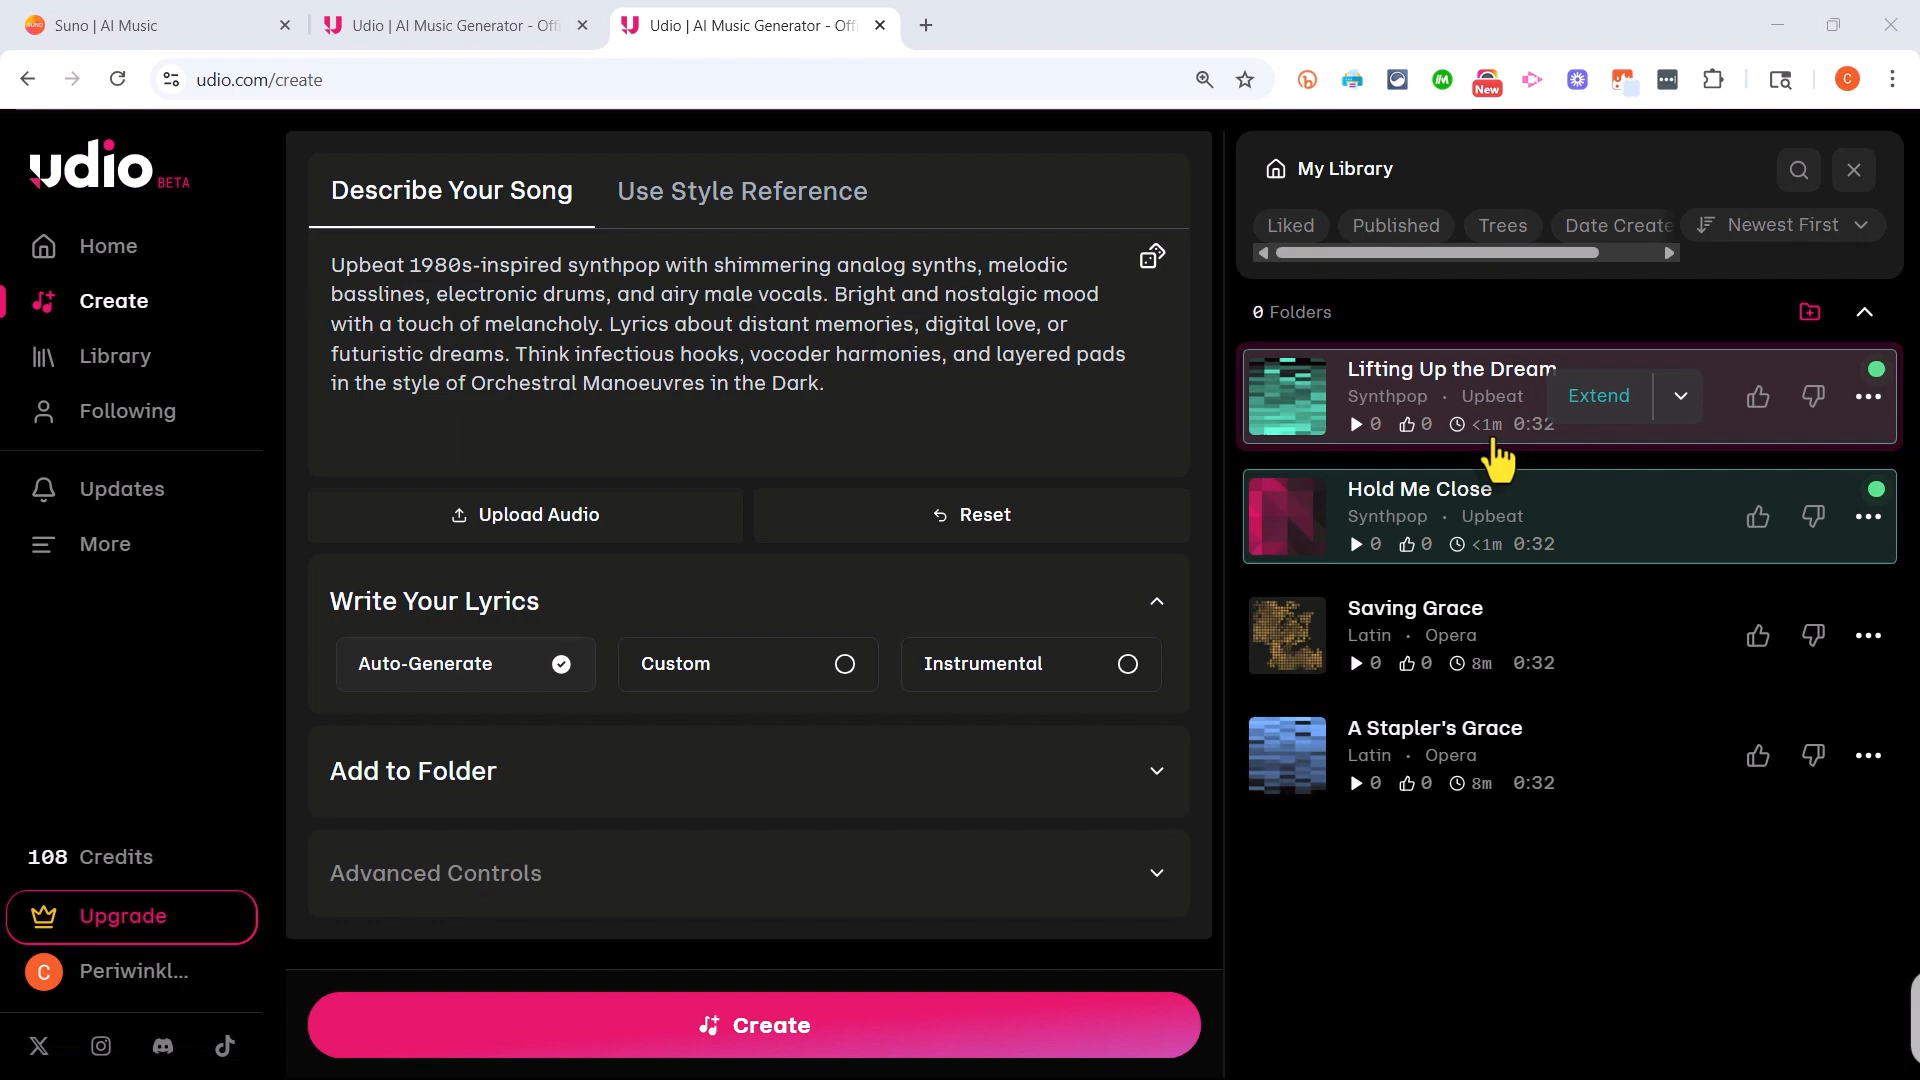 Suno | AI Music
Udio | AI Music Generator - Off
Udio | AI Music Generator - Off
udio.com/create
New
C
udio BETA
Home
Create
Library
Following
Updates
More
108 Credits
Upgrade
C Periwinkl...
Describe Your Song
Use Style Reference
Upbeat 1980s-inspired synthpop with shimmering analog synths, melodic
basslines, electronic drums, and airy male vocals. Bright and nostalgic mood
with a touch of melancholy. Lyrics about distant memories, digital love, or
futuristic dreams. Think infectious hooks, vocoder harmonies, and layered pads
in the style of Orchestral Manoeuvres in the Dark.
Upload Audio
Reset
Write Your Lyrics
Auto-Generate
Custom
Instrumental
Add to Folder
Advanced Controls
Create
My Library
Liked
Published
Trees
Date Create
Newest First
0 Folders
Lifting Up the Dream
Synthpop • Upbeat
Extend
0 0 <1m 0:32
Hold Me Close
Synthpop • Upbeat
0 0 <1m 0:32
Saving Grace
Latin • Opera
0 0 8m 0:32
A Stapler's Grace
Latin • Opera
0 0 8m 0:32